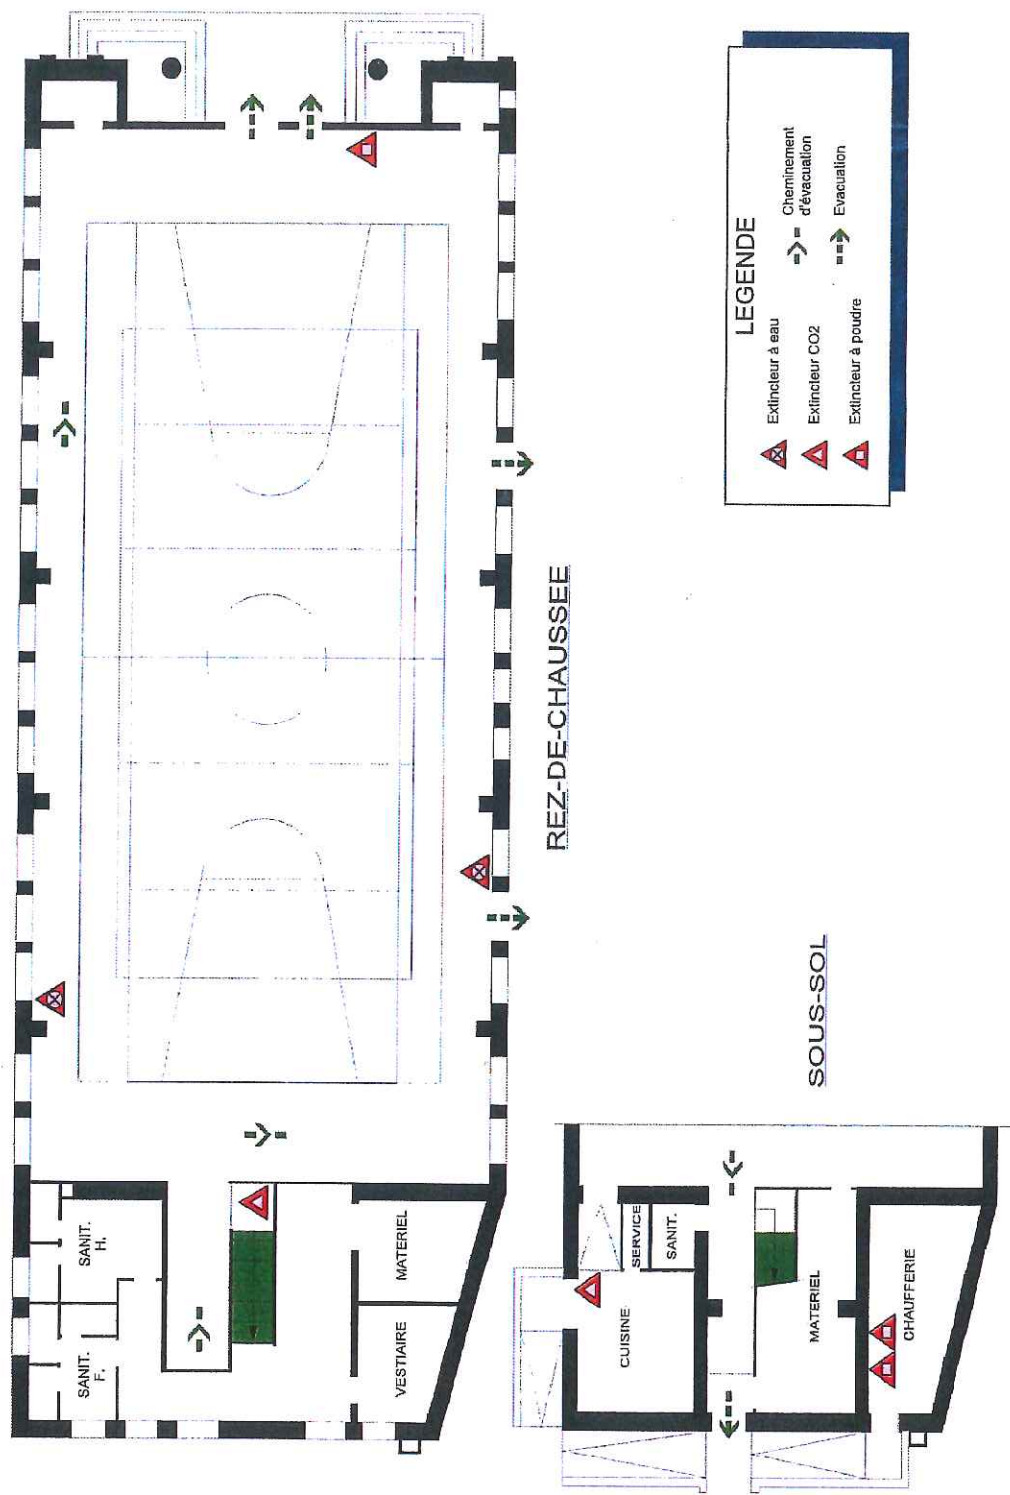 SANIT.
H.
SANIT.
F.
MATERIEL
VESTIAIRE
REZ-DE-CHAUSSEE
SOUS-SOL
CUISINE
SERVICE
SANIT.
MATERIEL
CHAUFFERIE
LEGENDE
Extincteur à eau
Extincteur CO2
Extincteur à poudre
Cheminement
d'évacuation
Evacuation